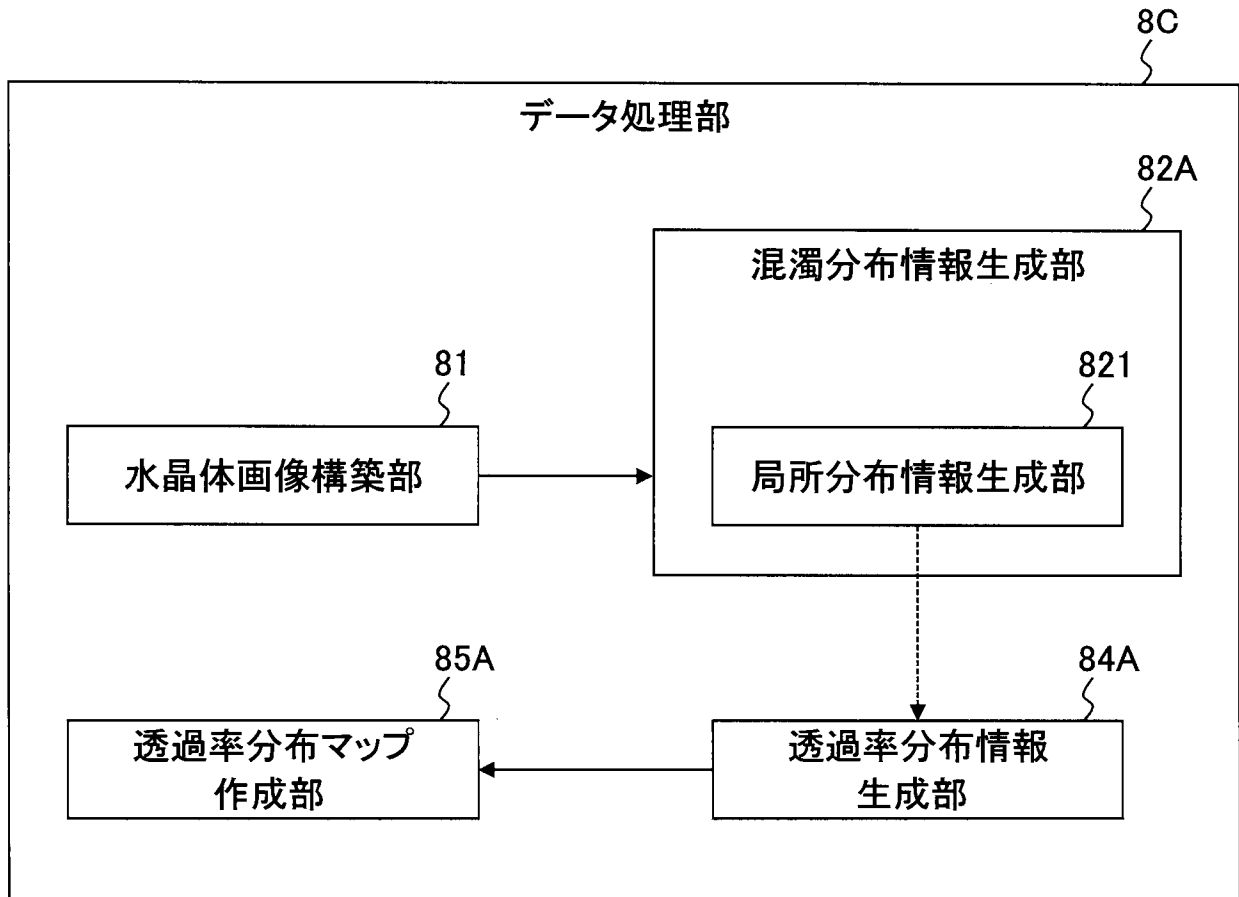 8C
データ処理部
82A
混濁分布情報生成部
81
水晶体画像構築部
821
局所分布情報生成部
85A
透過率分布マップ
作成部
84A
透過率分布情報
生成部